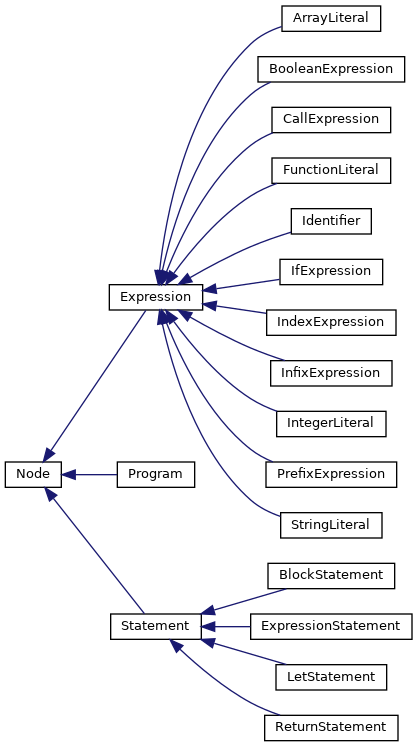 ArrayLiteral
BooleanExpression
CallExpression
FunctionLiteral
Identifier
IfExpression
Expression
IndexExpression
InfixExpression
IntegerLiteral
Node
Program
PrefixExpression
StringLiteral
BlockStatement
Statement
ExpressionStatement
LetStatement
ReturnStatement